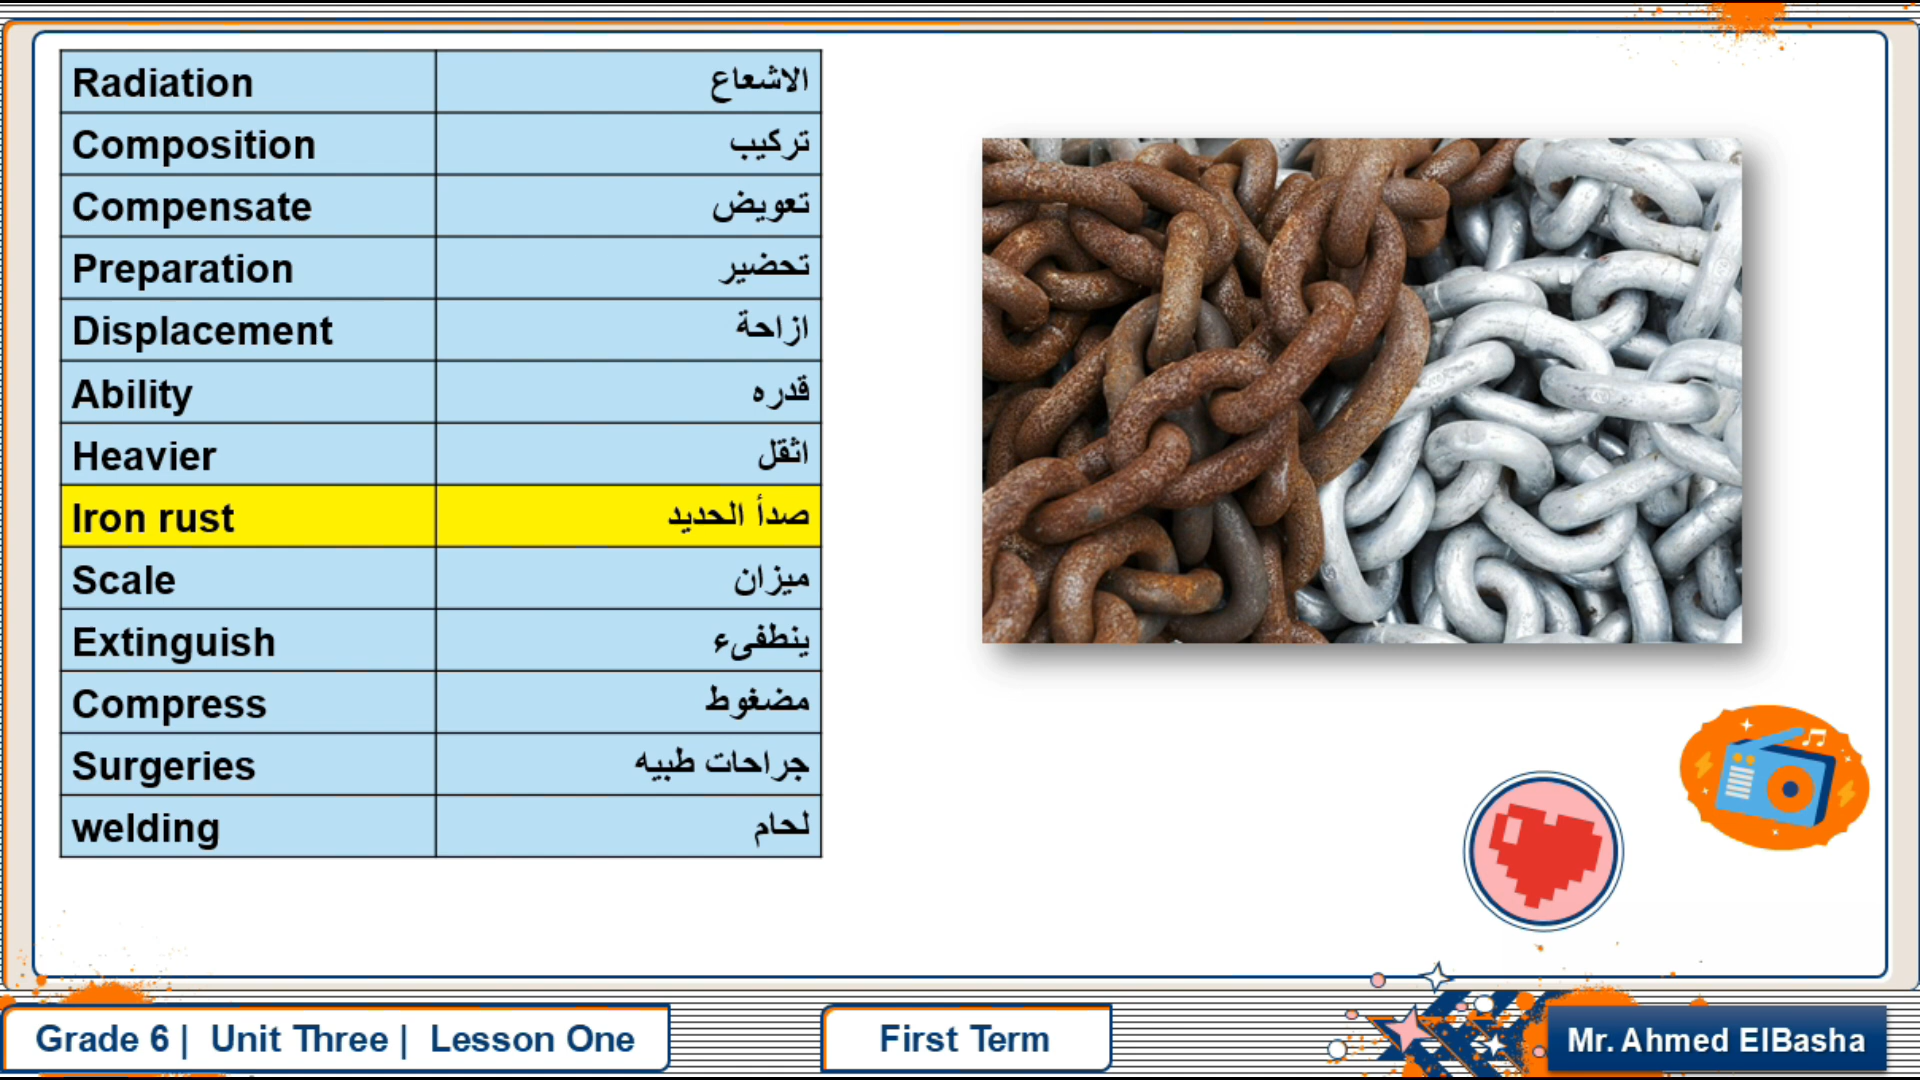 Radiation الاشعاع
Composition تركيب
Compensate تعويض
Preparation تحضير
Displacement ازاحة
Ability قدره
Heavier اثقل
Iron rust صدأ الحديد
Scale ميزان
Extinguish ينطفىء
Compress مضغوط
Surgeries جراحات طبيه
welding لحام
Grade 6 | Unit Three | Lesson One
First Term
Mr. Ahmed ElBasha